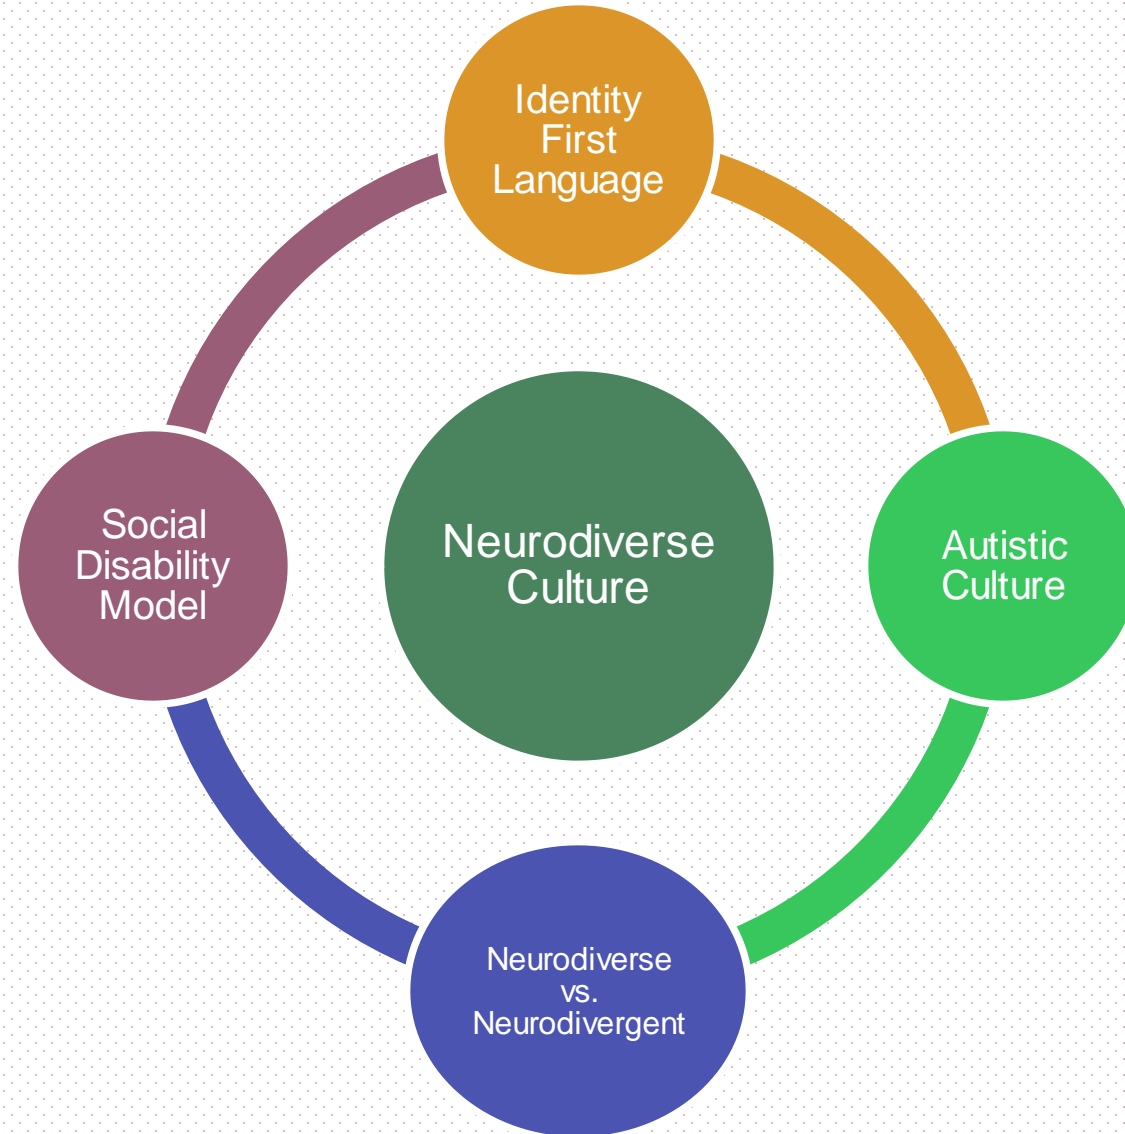 Identity
First
Language
Social
Disability
Model
Neurodiverse
Culture
Autistic
Culture
Neurodiverse
vs.
Neurodivergent